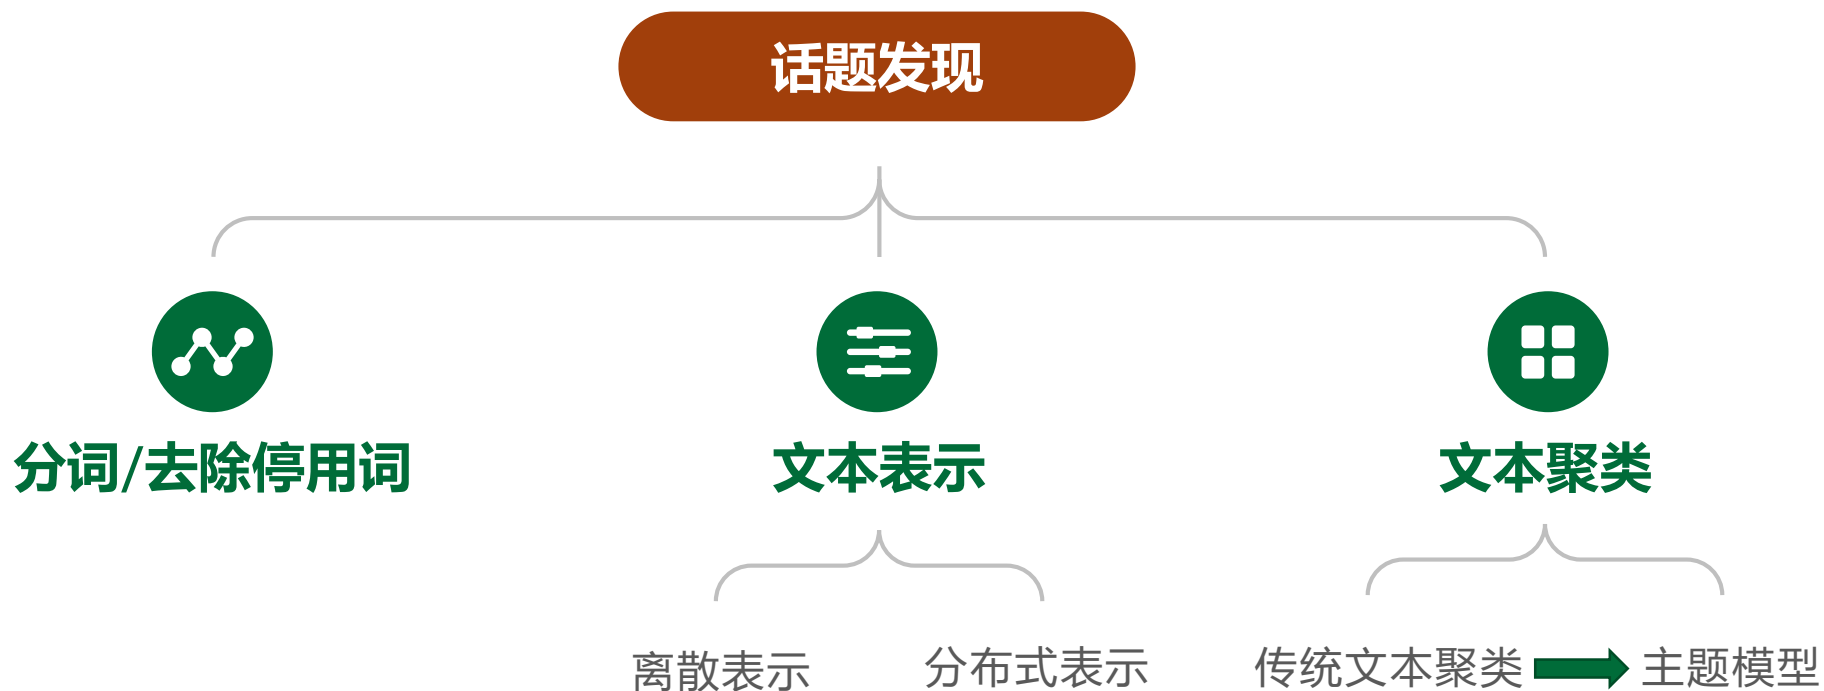 话题发现
分词/去除停用词
文本表示
文本聚类
离散表示
分布式表示
传统文本聚类
主题模型